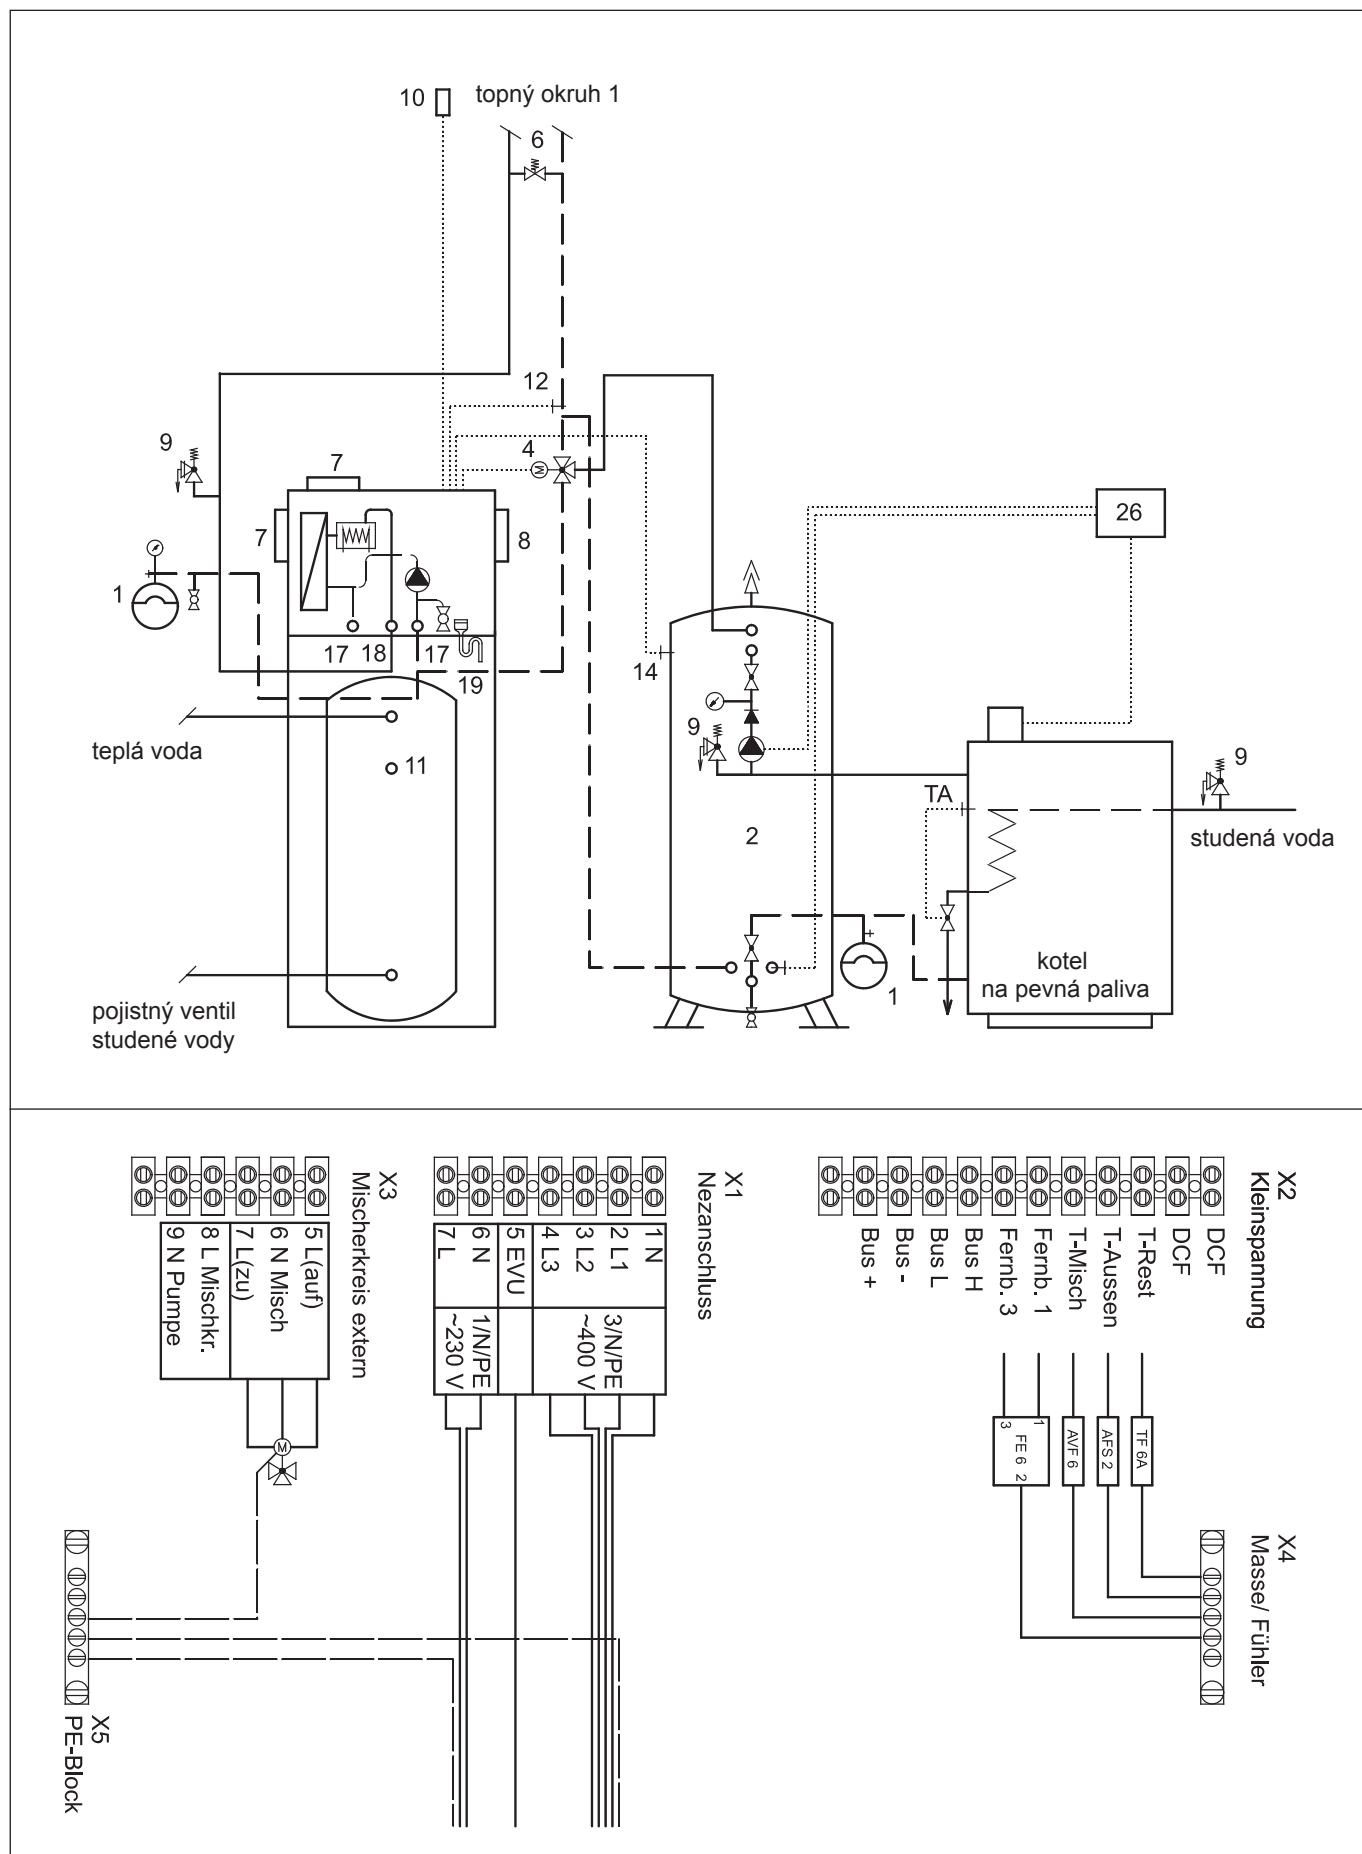 10
topný okruh 1
6
12
9
4
7
7
8
26
1
17
18
17
19
14
9
teplá voda
11
9
TA
2
studená voda
kotel
na pevná paliva
1
pojistný ventil
studené vody
M
X3
Mischerkreis extern
5 L(auf)
6 N Misch
7 L(zu)
8 L Mischkr.
9 N Pumpe
M
X1
Nezanschluss
1 N
2 L1
3 L2
4 L3
5 EVU
6 N
7 L
3/N/PE
~400 V
1/N/PE
~230 V
X2
Kleinspannung
DCF
DCF
T-Rest
T-Aussen
T-Misch
Fernb. 1
Fernb. 3
Bus H
Bus L
Bus -
Bus +
TF 6A
AFS 2
AVF 6
1
3
FE 6
2
X4
Masse/ Fühler
X5
PE-Block